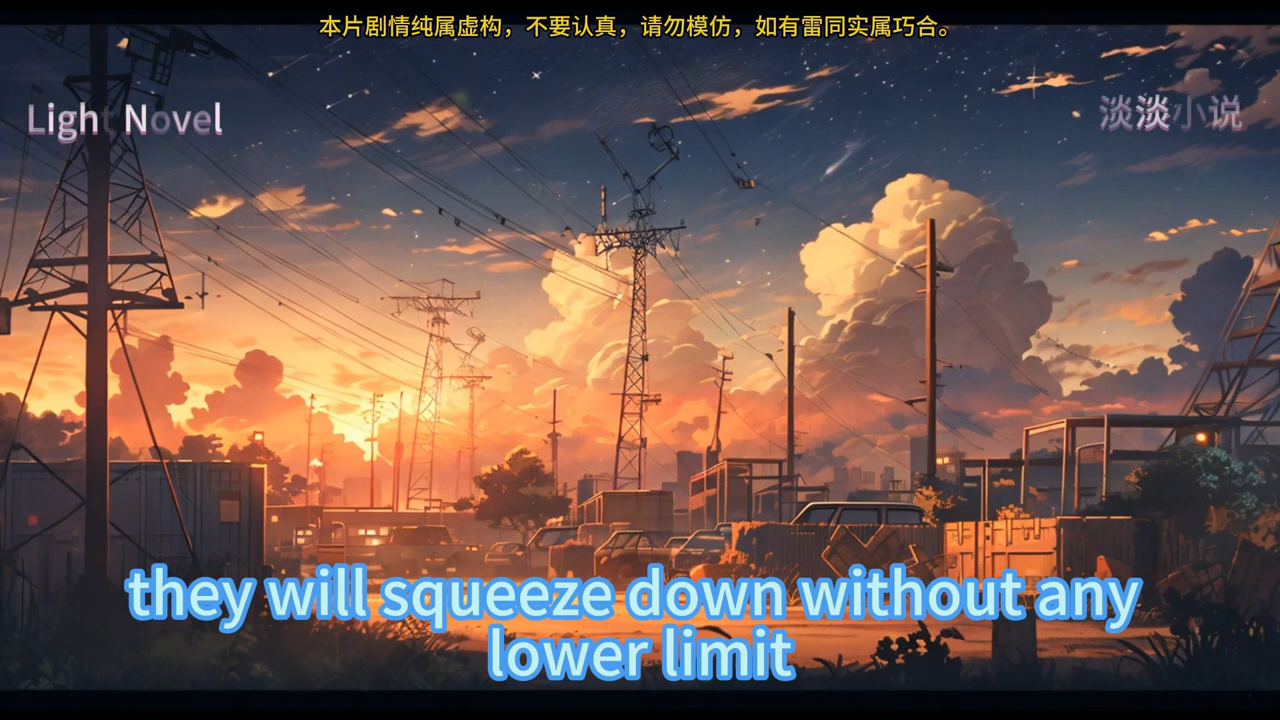 本片剧情纯属虚构，不要认真，请勿模仿，如有雷同实属巧合。
Light Novel
淡淡小说
they will squeeze down without any
lower limit